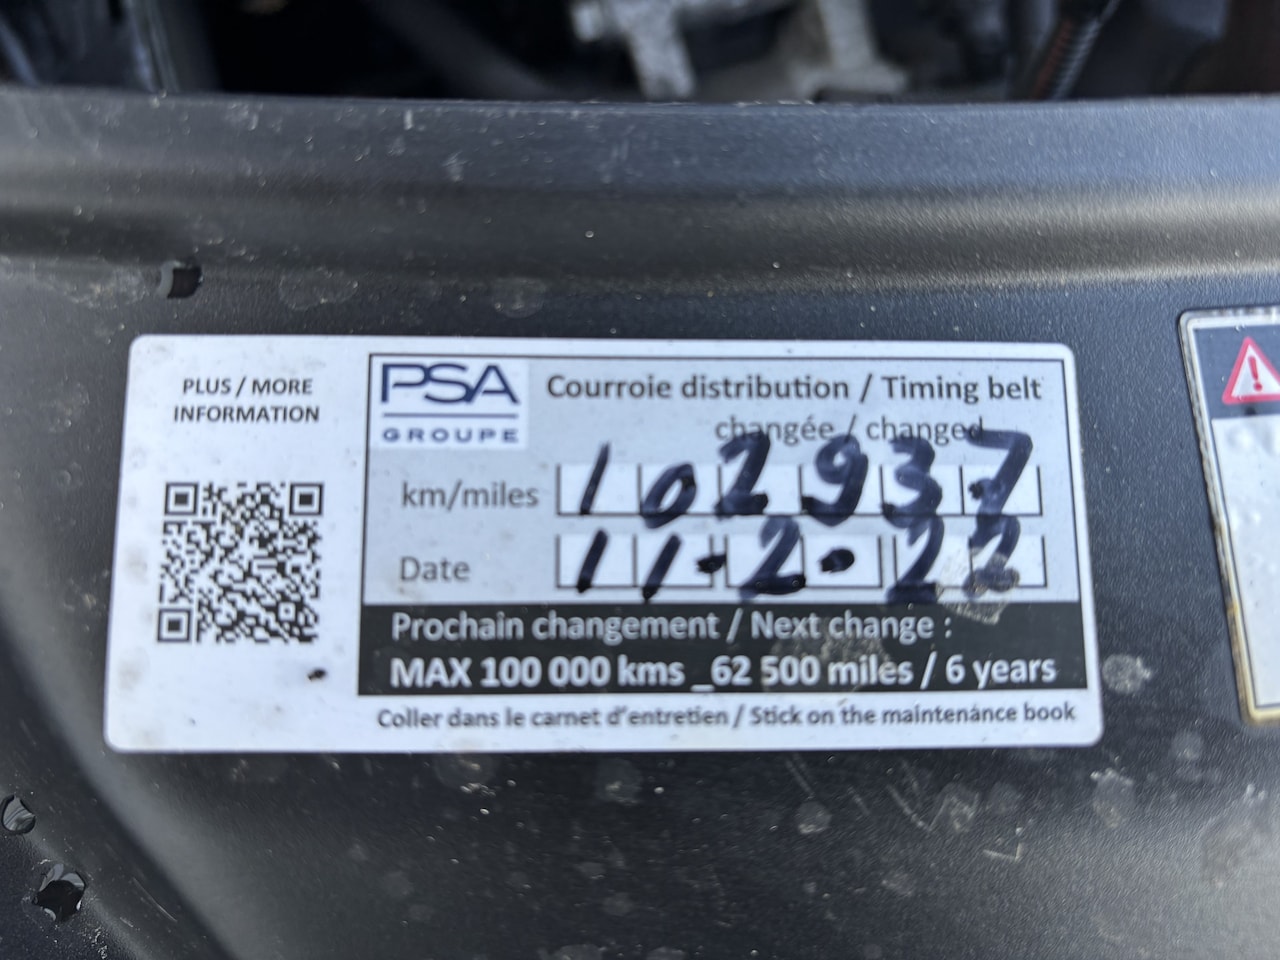 PLUS / MORE
INFORMATION
PSA
GROUPE
Courroie distribution / Timing belt
changée / changed
km/miles 102937
Date 11-2-22
Prochain changement / Next change :
MAX 100 000 kms _62 500 miles / 6 years
Coller dans le carnet d'entretien / Stick on the maintenance book